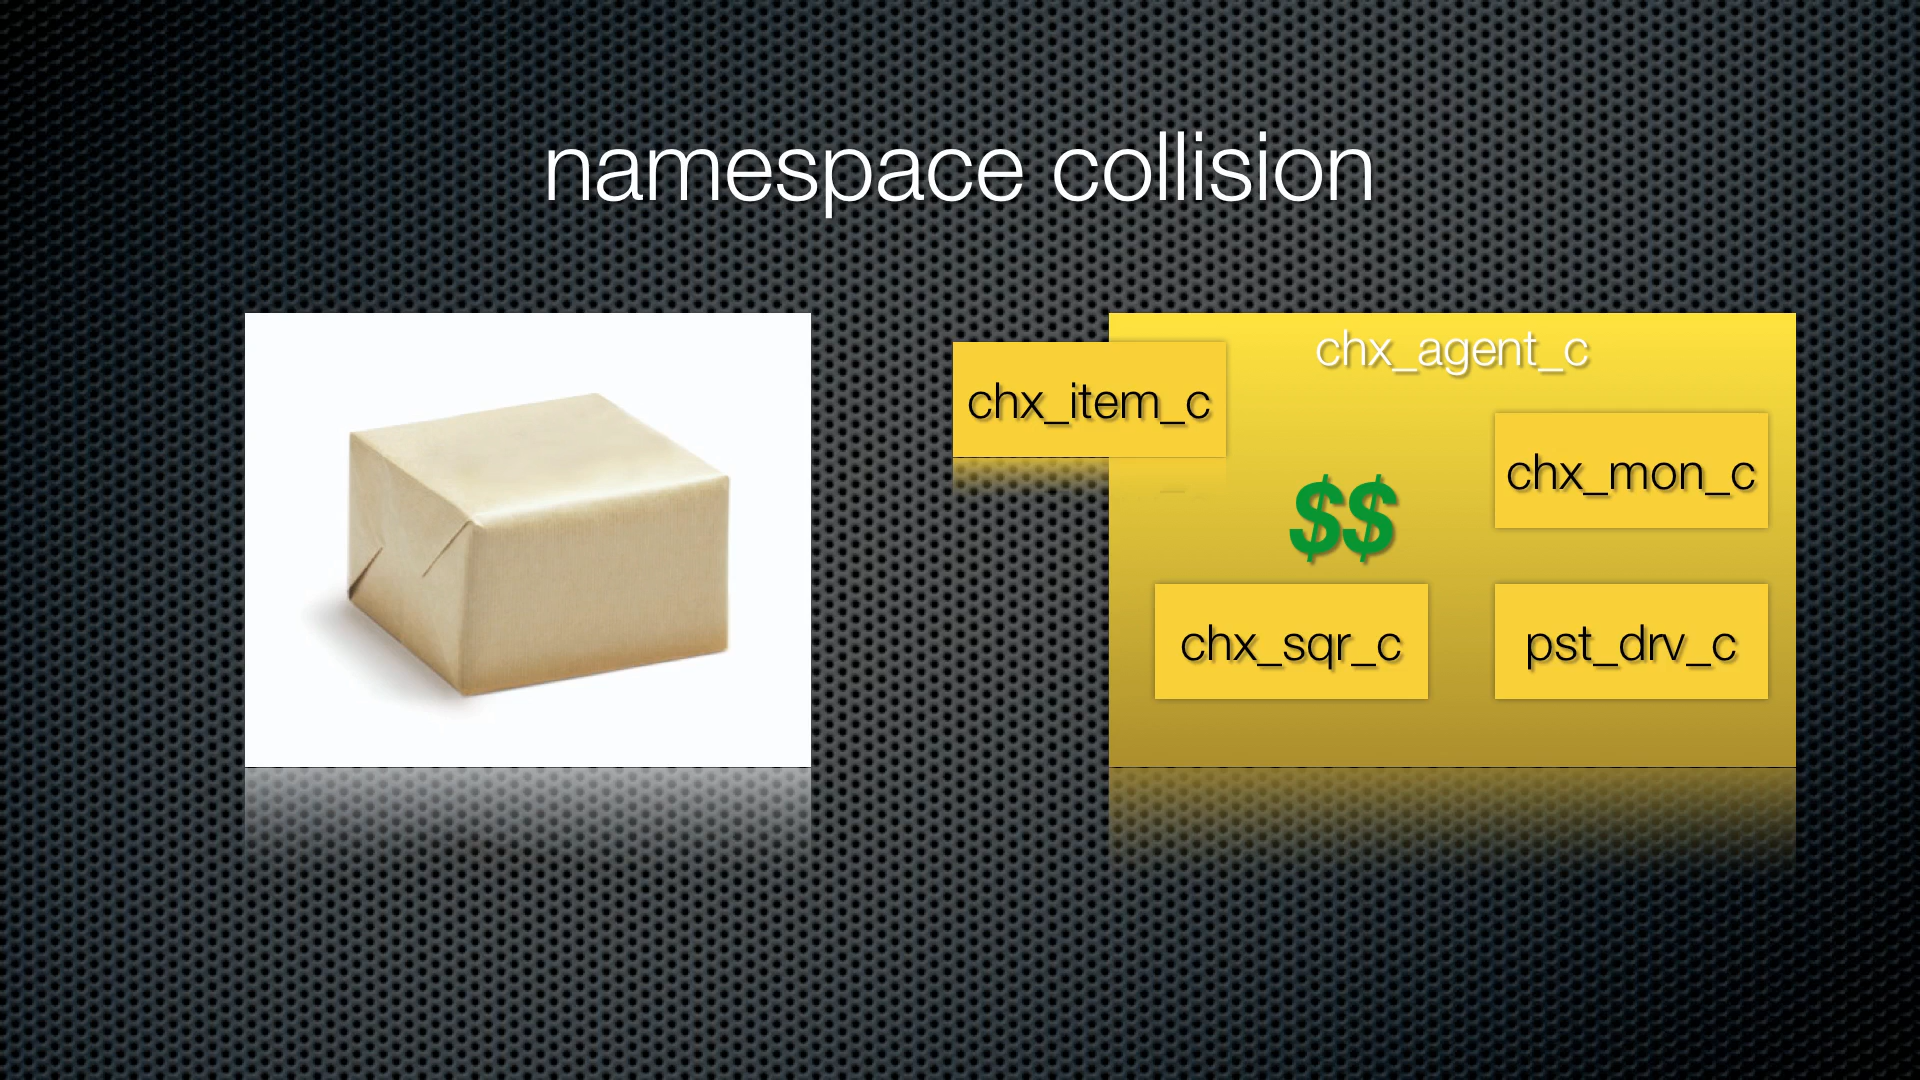 namespace collision
chx_agent_c
chx_item_c
chx_mon_c
$$
chx_sqr_c
pst_drv_c